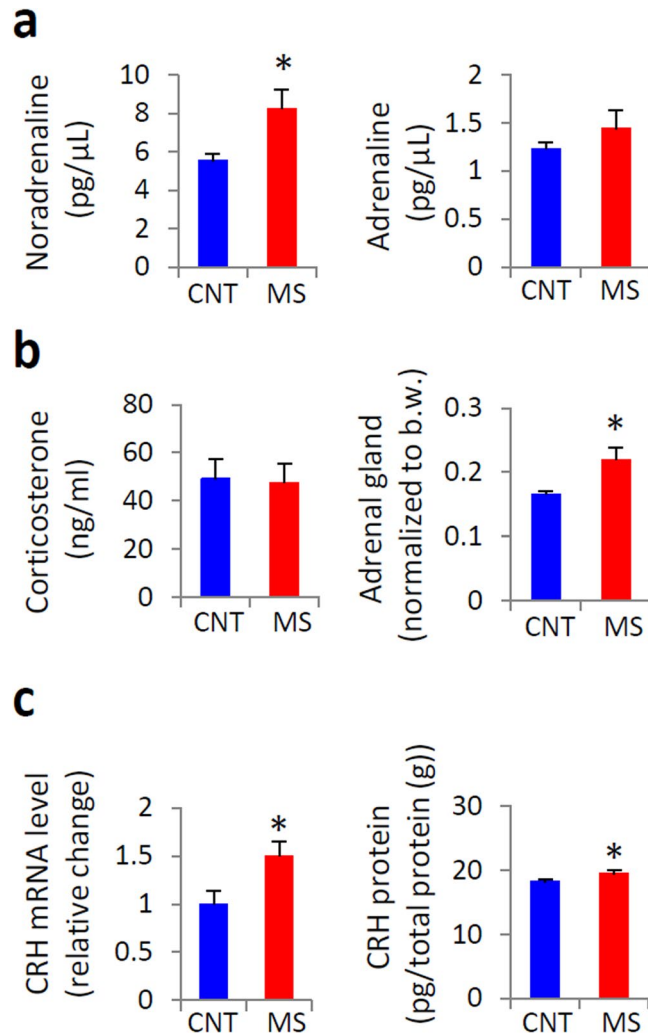 a
Noradrenaline
(pg/μL)
10
8
6
4
2
0
*
CNT MS
Adrenaline
(pg/μL)
2
1.5
1
0.5
0
CNT MS
b
Corticosterone
(ng/ml)
80
60
40
20
0
CNT MS
Adrenal gland
(normalized to b.w.)
0.3
0.2
0.1
0
*
CNT MS
c
CRH mRNA level
(relative change)
2
1.5
1
0.5
0
*
CNT MS
CRH protein
(pg/total protein (g))
30
20
10
0
*
CNT MS